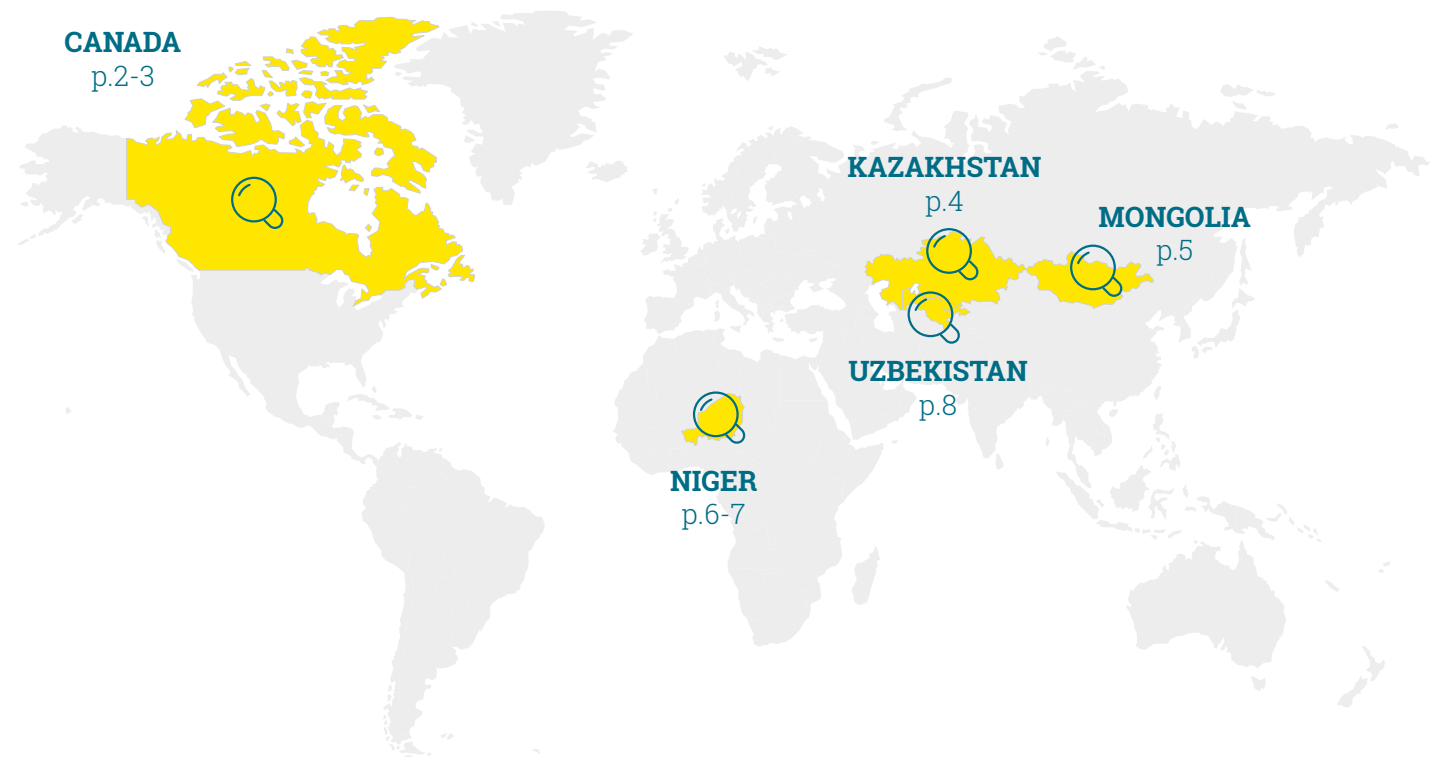 CANADA
p.2-3
KAZAKHSTAN
p.4
MONGOLIA
p.5
UZBEKISTAN
p.8
NIGER
p.6-7